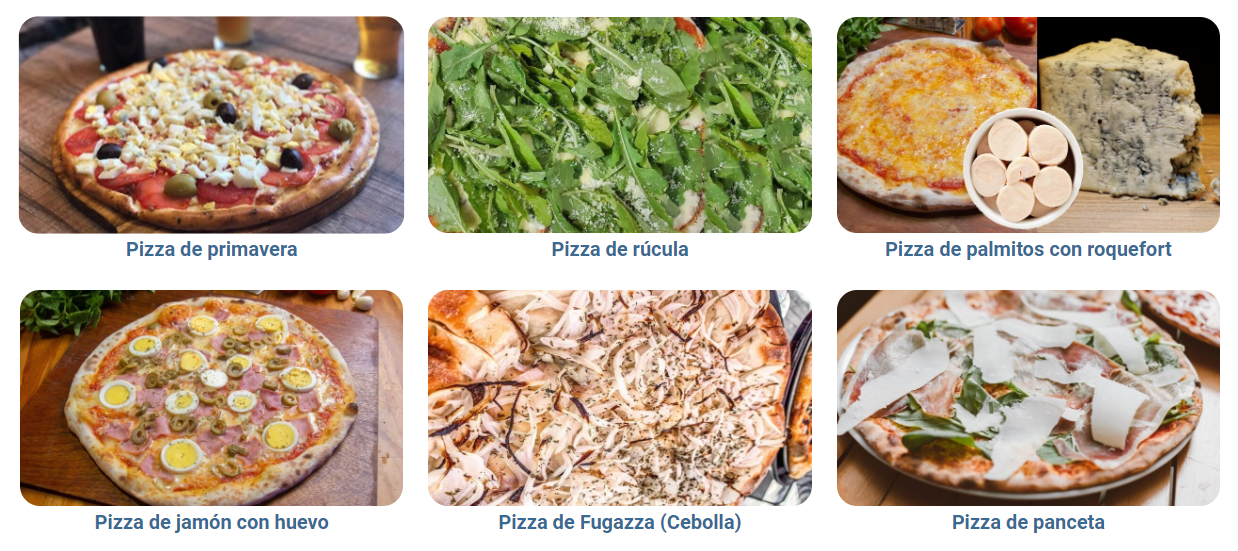 Pizza de primavera
Pizza de rúcula
Pizza de palmitos con roquefort
Pizza de jamón con huevo
Pizza de Fugazza (Cebolla)
Pizza de panceta